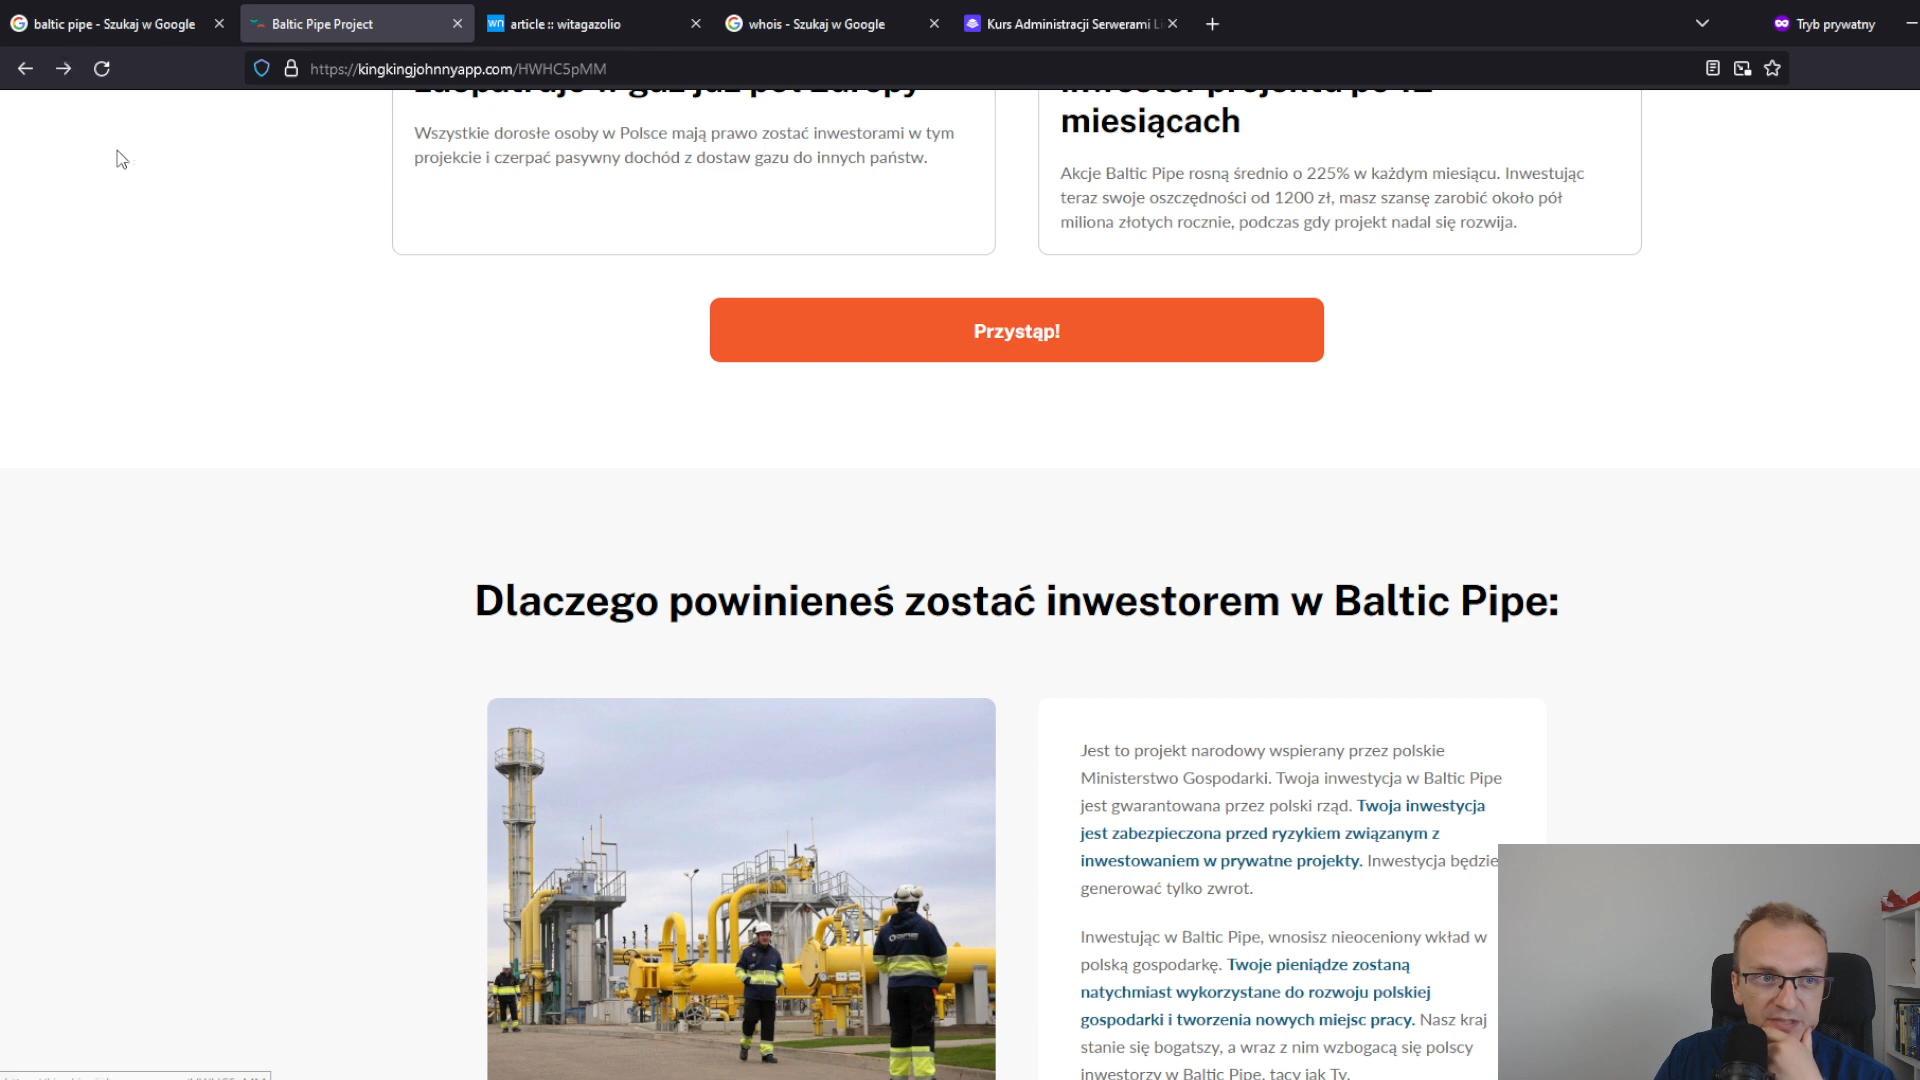 baltic pipe - Szukaj w Google
Baltic Pipe Project
article :: witagazolio
whois - Szukaj w Google
Kurs Administracji Serwerami Li
Tryb prywatny
https://kingkingjohnnyapp.com/HWHC5pMM
zaopatruje w gaz już pół Europy
Wszystkie dorosłe osoby w Polsce mają prawo zostać inwestorami w tym
projekcie i czerpać pasywny dochód z dostaw gazu do innych państw.
inwestor projektu po 12
miesiącach
Akcje Baltic Pipe rosną średnio o 225% w każdym miesiącu. Inwestując
teraz swoje oszczędności od 1200 zł, masz szansę zarobić około pół
miliona złotych rocznie, podczas gdy projekt nadal się rozwija.
Przystąp!
Dlaczego powinieneś zostać inwestorem w Baltic Pipe:
Jest to projekt narodowy wspierany przez polskie
Ministerstwo Gospodarki. Twoja inwestycja w Baltic Pipe
jest gwarantowana przez polski rząd. Twoja inwestycja
jest zabezpieczona przed ryzykiem związanym z
inwestowaniem w prywatne projekty. Inwestycja będzie
generować tylko zwrot.
Inwestując w Baltic Pipe, wnosisz nieoceniony wkład w
polską gospodarkę. Twoje pieniądze zostaną
natychmiast wykorzystane do rozwoju polskiej
gospodarki i tworzenia nowych miejsc pracy. Nasz kraj
stanie się bogatszy, a wraz z nim wzbogacą się polscy
inwestorzy w Baltic Pipe, tacy jak Ty.